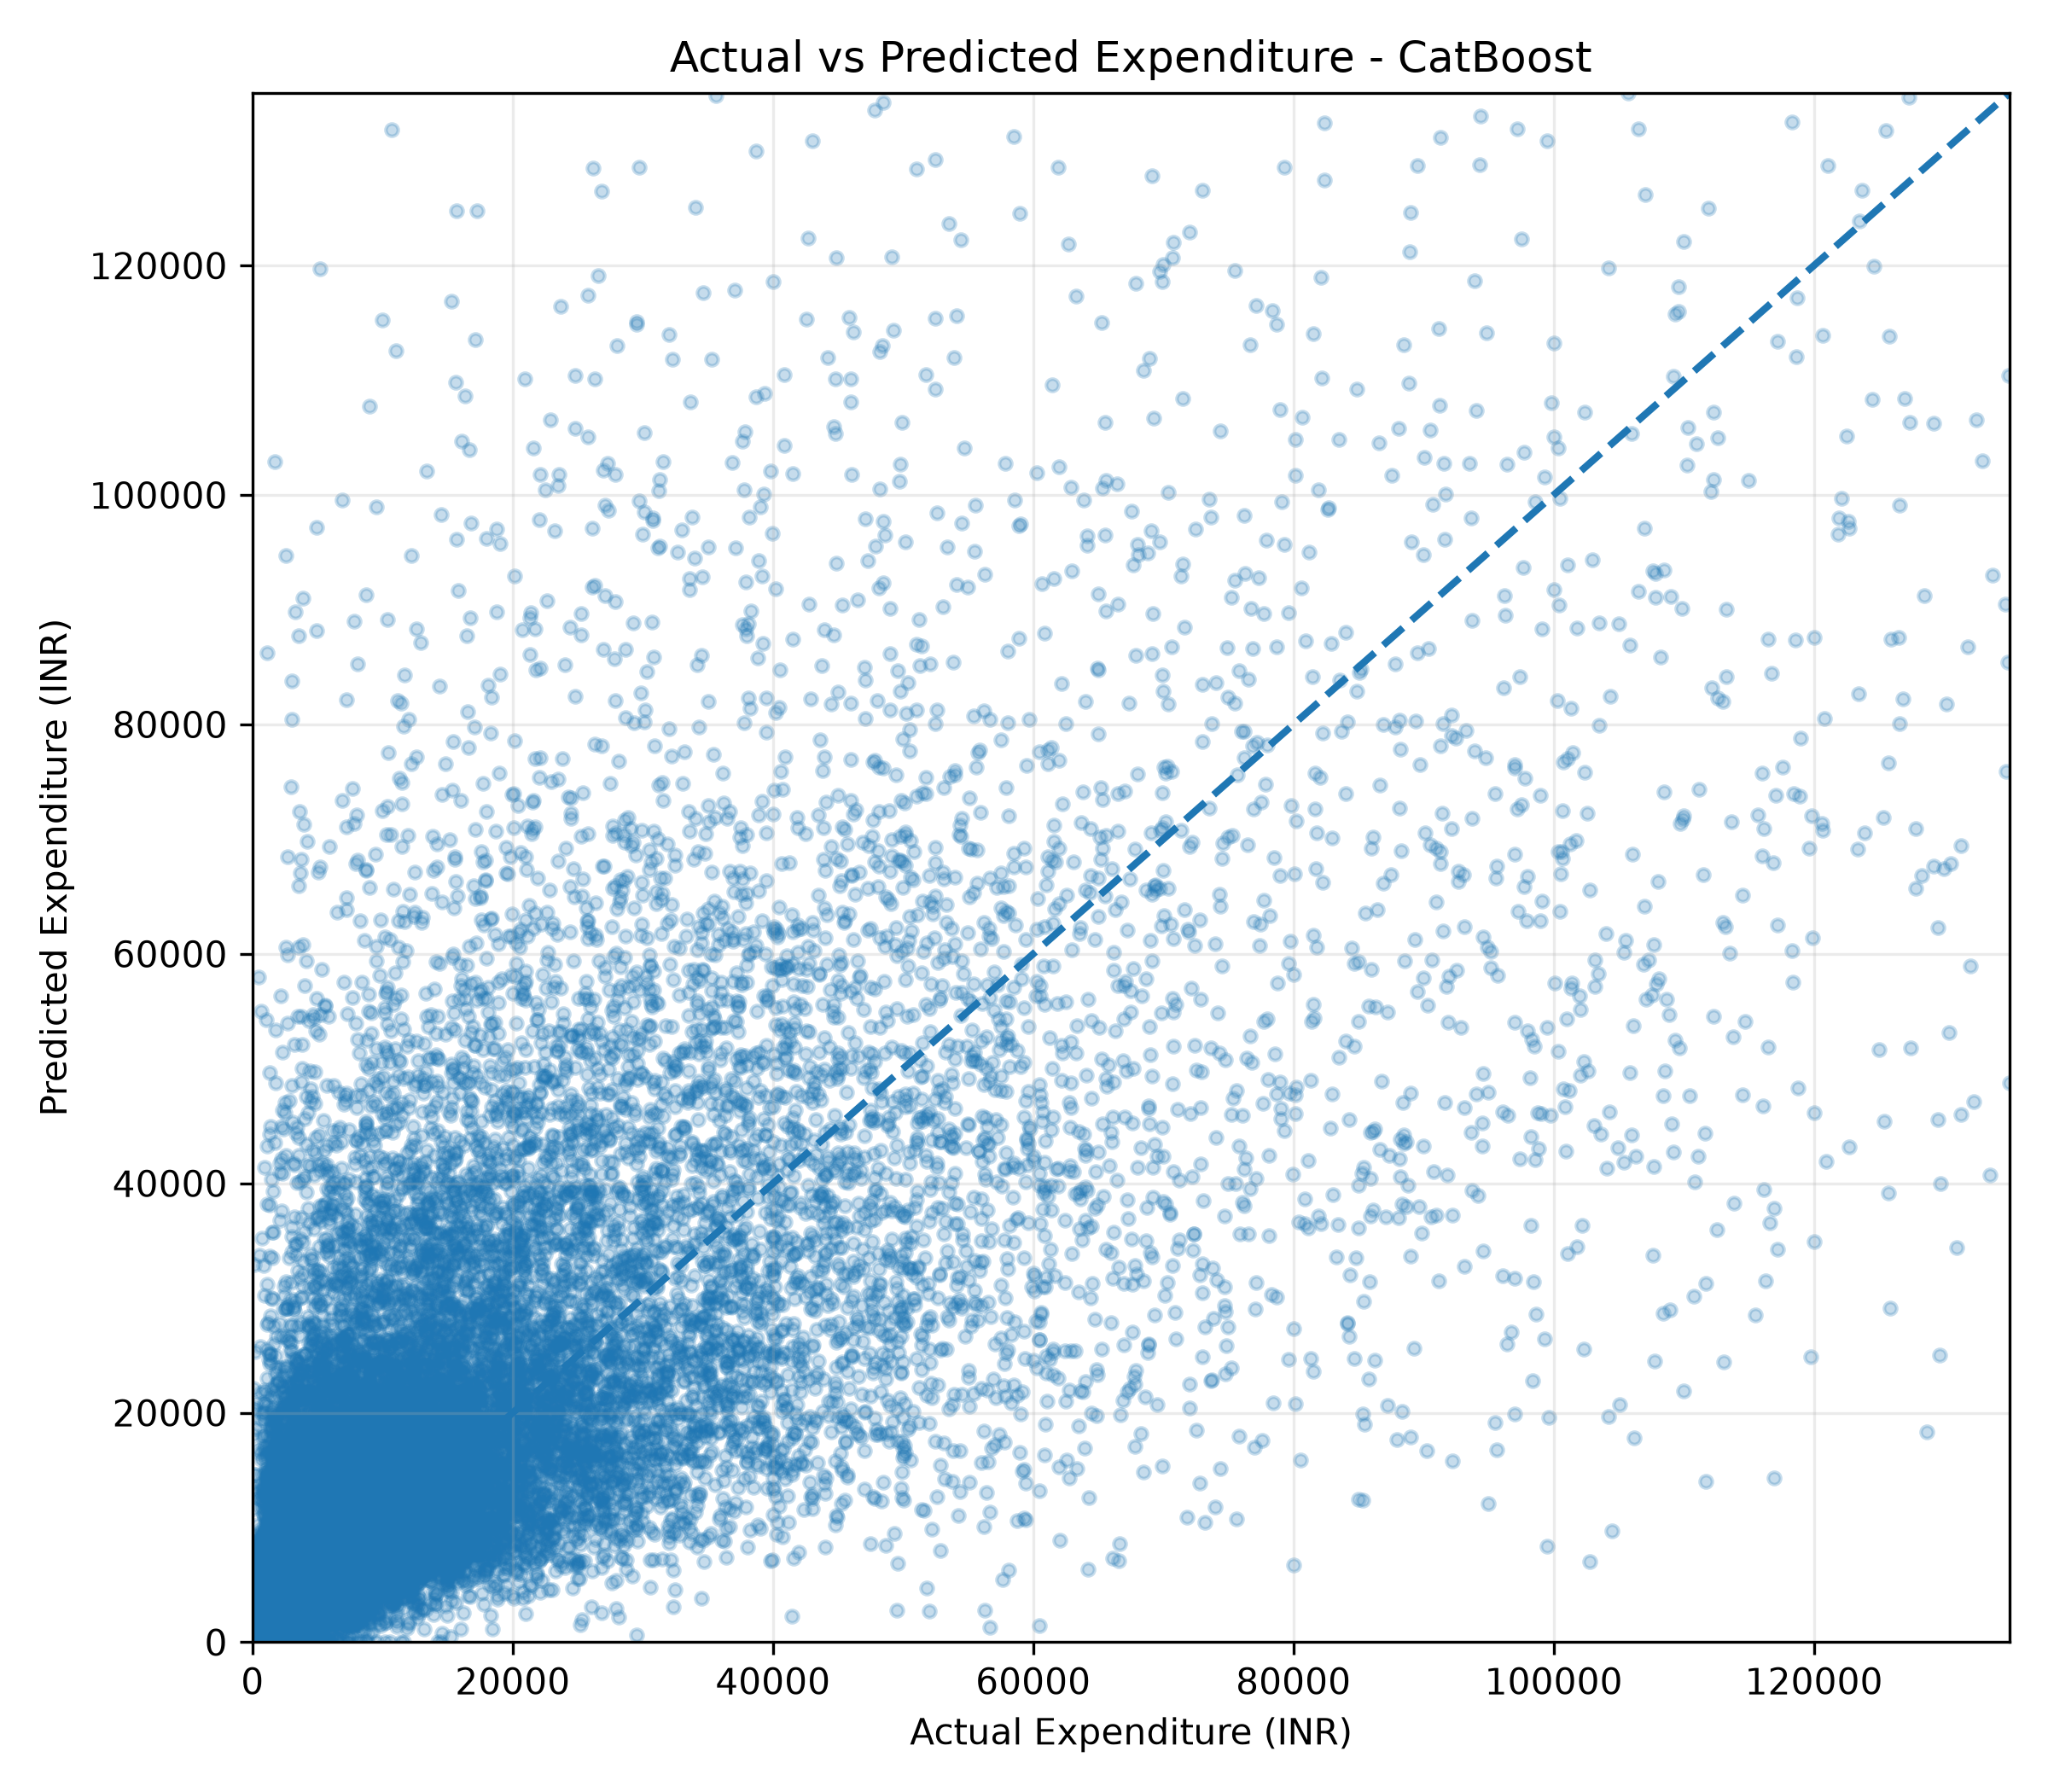 Actual vs Predicted Expenditure - CatBoost
120000
100000
80000
60000
40000
20000
0
Predicted Expenditure (INR)
0 20000 40000 60000 80000 100000 120000
Actual Expenditure (INR)